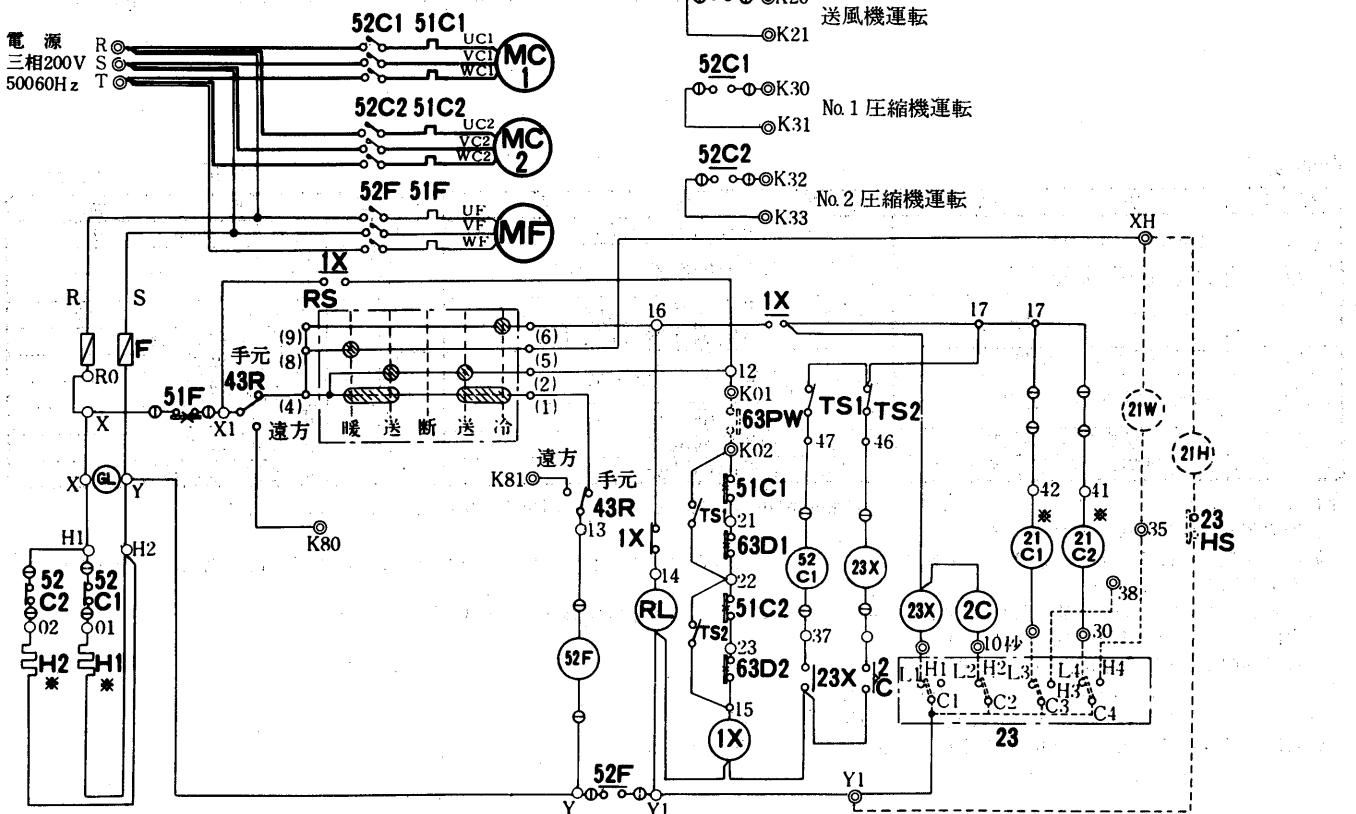 電 源
三相200V
5060Hz
R
S
T
52C1 51C1
UC1
VC1
WC1
MC
1
52C2 51C2
UC2
VC2
WC2
MC
2
52F 51F
UF
VF
WF
MF
K21
送風機運転
52C1
K30
No.1 圧縮機運転
K31
52C2
K32
No.2 圧縮機運転
K33
XH
R
S
F
R0
X
51F
X1
手元
43R
遠方
K80
1X
RS
(9)
(8)
(4)
(6)
(5)
(2)
(1)
暖 送 断 送 冷
16
1X
17
17
12
K01
63PW
K02
TS1
TS2
47
46
X
GL
Y
H1
H2
52
C2
52
C1
02
01
H2
※
H1
※
K81
遠方
手元
43R
13
52F
1X
14
RL
TS1
TS2
51C1
21
63D1
22
51C2
23
63D2
15
1X
52
C1
23X
37
23X
2
C
23X
2C
10秒
42
※
21
C1
41
※
21
C2
30
38
35
21W
21H
23
HS
L1
H1
L2
H2
L3
H3
L4
H4
C1
C2
C3
C4
23
Y
52F
Y1
Y1